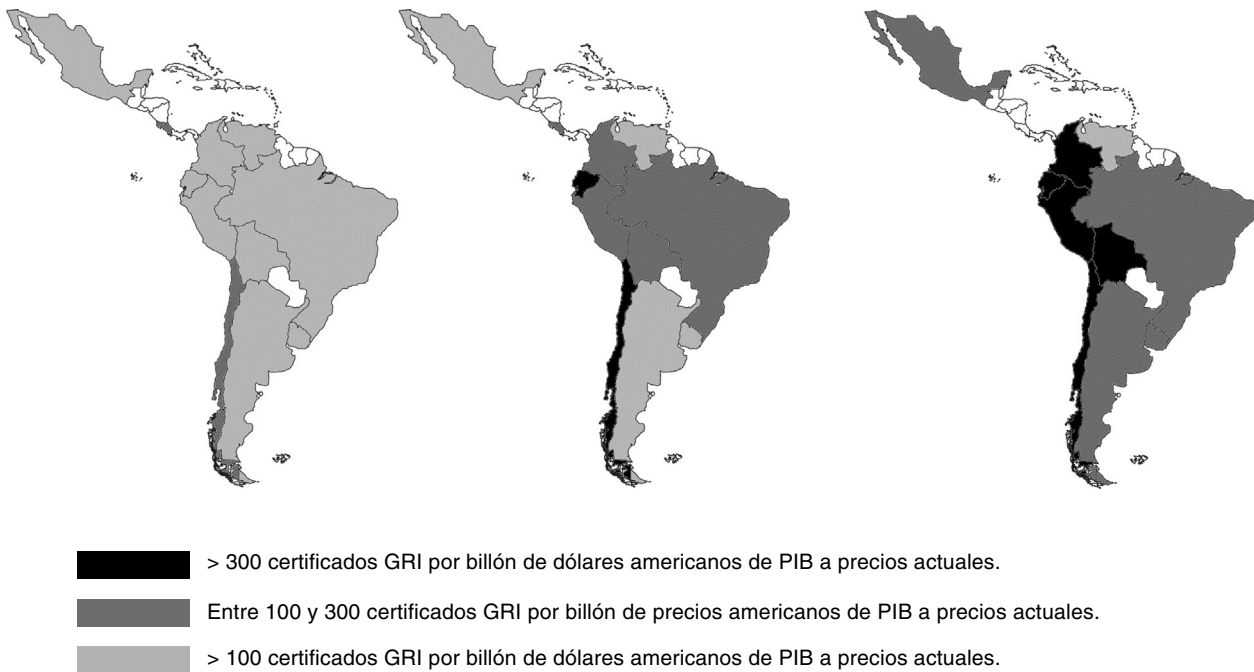 > 300 certificados GRI por billón de dólares americanos de PIB a precios actuales.
Entre 100 y 300 certificados GRI por billón de precios americanos de PIB a precios actuales.
> 100 certificados GRI por billón de dólares americanos de PIB a precios actuales.